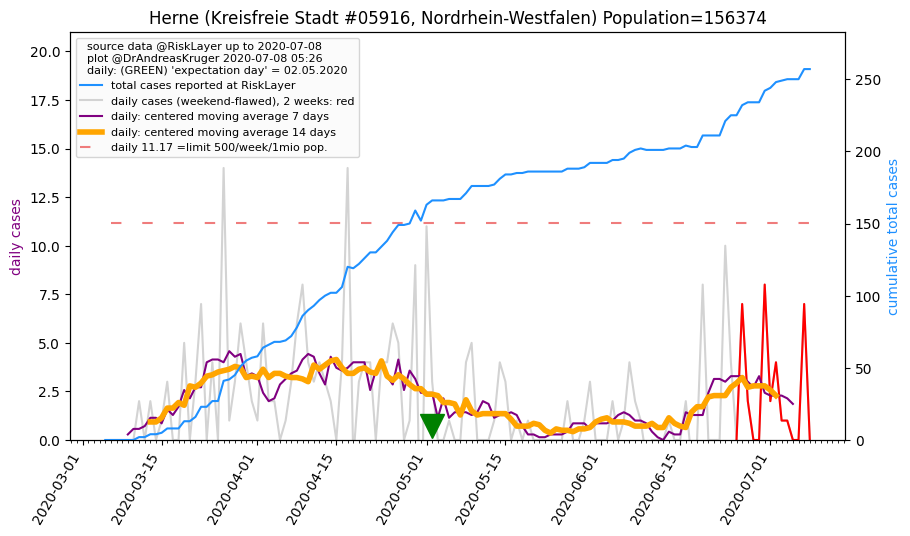 Herne (Kreisfreie Stadt #05916, Nordrhein-Westfalen) Population=156374
source data @RiskLayer up to 2020-07-08
plot @DrAndreasKruger 2020-07-08 05:26
daily: (GREEN) 'expectation day' = 02.05.2020
total cases reported at RiskLayer
daily cases (weekend-flawed), 2 weeks: red
daily: centered moving average 7 days
daily: centered moving average 14 days
daily 11.17 =limit 500/week/1mio pop.
daily cases
20.0
17.5
15.0
12.5
10.0
7.5
5.0
2.5
0.0
cumulative total cases
250
200
150
100
50
0
2020-03-01
2020-03-15
2020-04-01
2020-04-15
2020-05-01
2020-05-15
2020-06-01
2020-06-15
2020-07-01